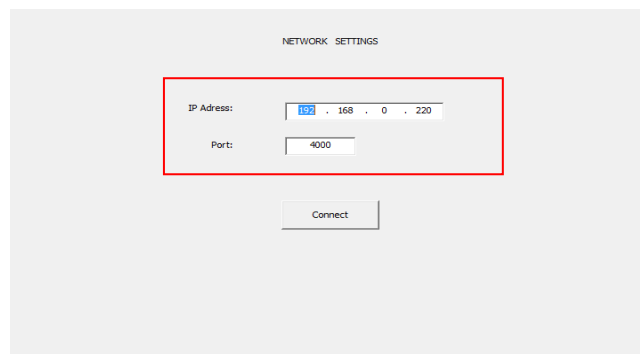 NETWORK SETTINGS
IP Adress: 192 . 168 . 0 . 220
Port: 4000
Connect